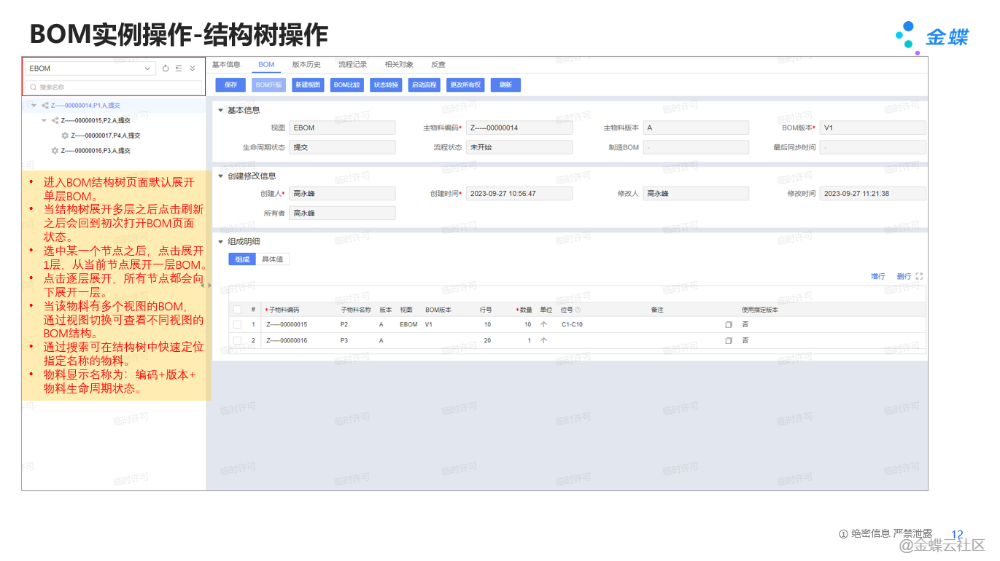 BOM实例操作-结构树操作
金蝶
EBOM
搜索名称
Z-----00000014,P1,A,提交
Z-----00000015,P2,A,提交
Z-----00000017,P4,A,提交
Z-----00000016,P3,A,提交
• 进入BOM结构树页面默认展开
单层BOM。
• 当结构树展开多层之后点击刷新
之后会回到初次打开BOM页面
状态。
• 选中某一个节点之后，点击展开
1层，从当前节点展开一层BOM。
• 点击逐层展开，所有节点都会向
下展开一层。
• 当该物料有多个视图的BOM，
通过视图切换可查看不同视图的
BOM结构。
• 通过搜索可在结构树中快速定位
指定名称的物料。
• 物料显示名称为：编码+版本+
物料生命周期状态。
基本信息 BOM 版本历史 流程记录 相关对象 反查
保存 BOM升版 新建视图 BOM比较 状态转换 启动流程 更改所有权 刷新
基本信息
视图 EBOM 主物料编码* Z-----00000014 主物料版本 A BOM版本* V1
生命周期状态 提交 流程状态 未开始 制造BOM - 最后同步时间 -
创建修改信息
创建人* 高永峰 创建时间* 2023-09-27 10:56:47 修改人 高永峰 修改时间 2023-09-27 11:21:38
所有者 高永峰
组成明细
组成 具体值
增行 删行
# *子物料编码 子物料名称 版本 视图 BOM版本 行号 *数量 单位 位号 备注 使用指定版本
1 Z-----00000015 P2 A EBOM V1 10 10 个 C1-C10 否
2 Z-----00000016 P3 A 20 1 个 否
临时许可
① 绝密信息 严禁泄露 12
@金蝶云社区